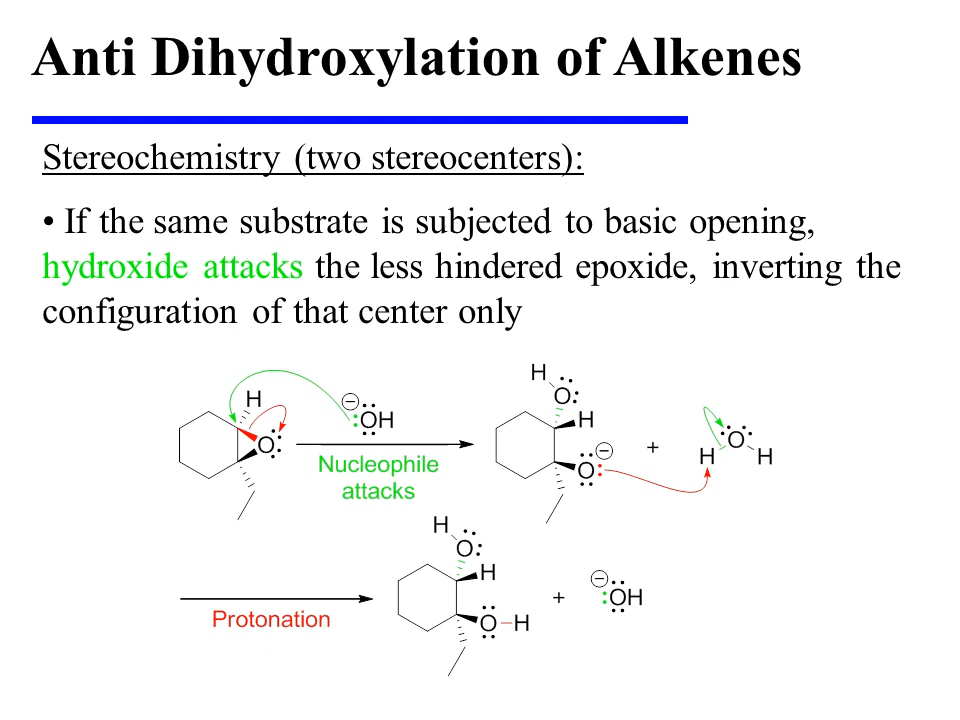 Anti Dihydroxylation of Alkenes
Stereochemistry (two stereocenters):
• If the same substrate is subjected to basic opening,
hydroxide attacks the less hindered epoxide, inverting the
configuration of that center only
H
O
H
OH
H
O
Nucleophile
attacks
O
+
O
H
H
H
O
H
Protonation
O
H
+
OH